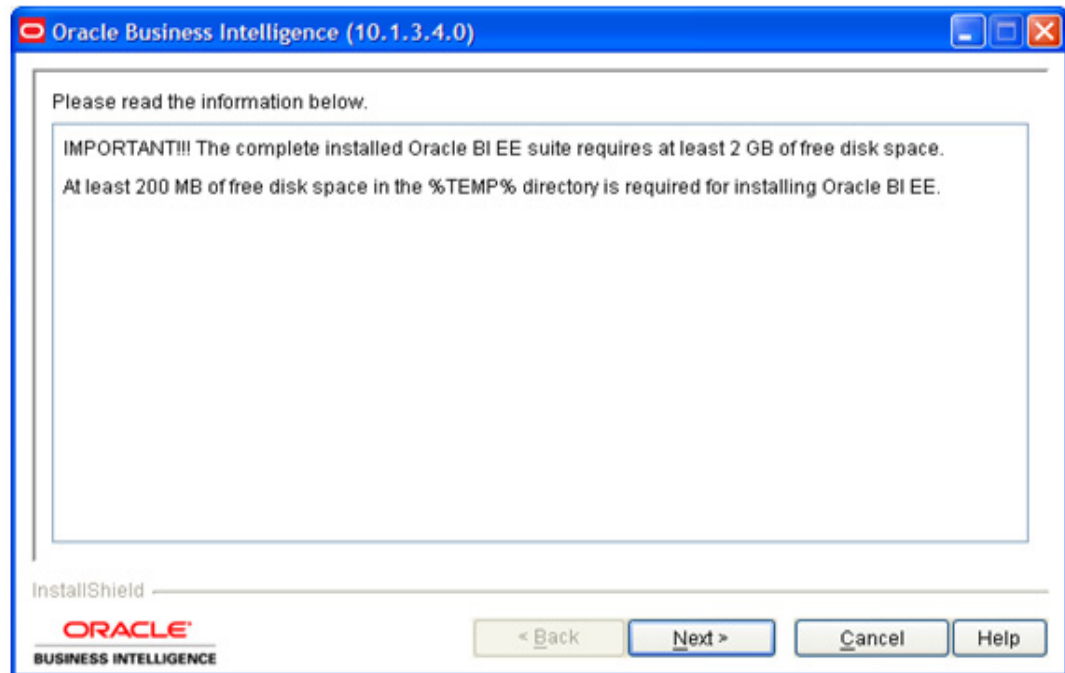 Oracle Business Intelligence (10.1.3.4.0)
Please read the information below.
IMPORTANT!!! The complete installed Oracle BI EE suite requires at least 2 GB of free disk space.
At least 200 MB of free disk space in the %TEMP% directory is required for installing Oracle BI EE.
InstallShield
ORACLE
BUSINESS INTELLIGENCE
< Back
Next >
Cancel
Help